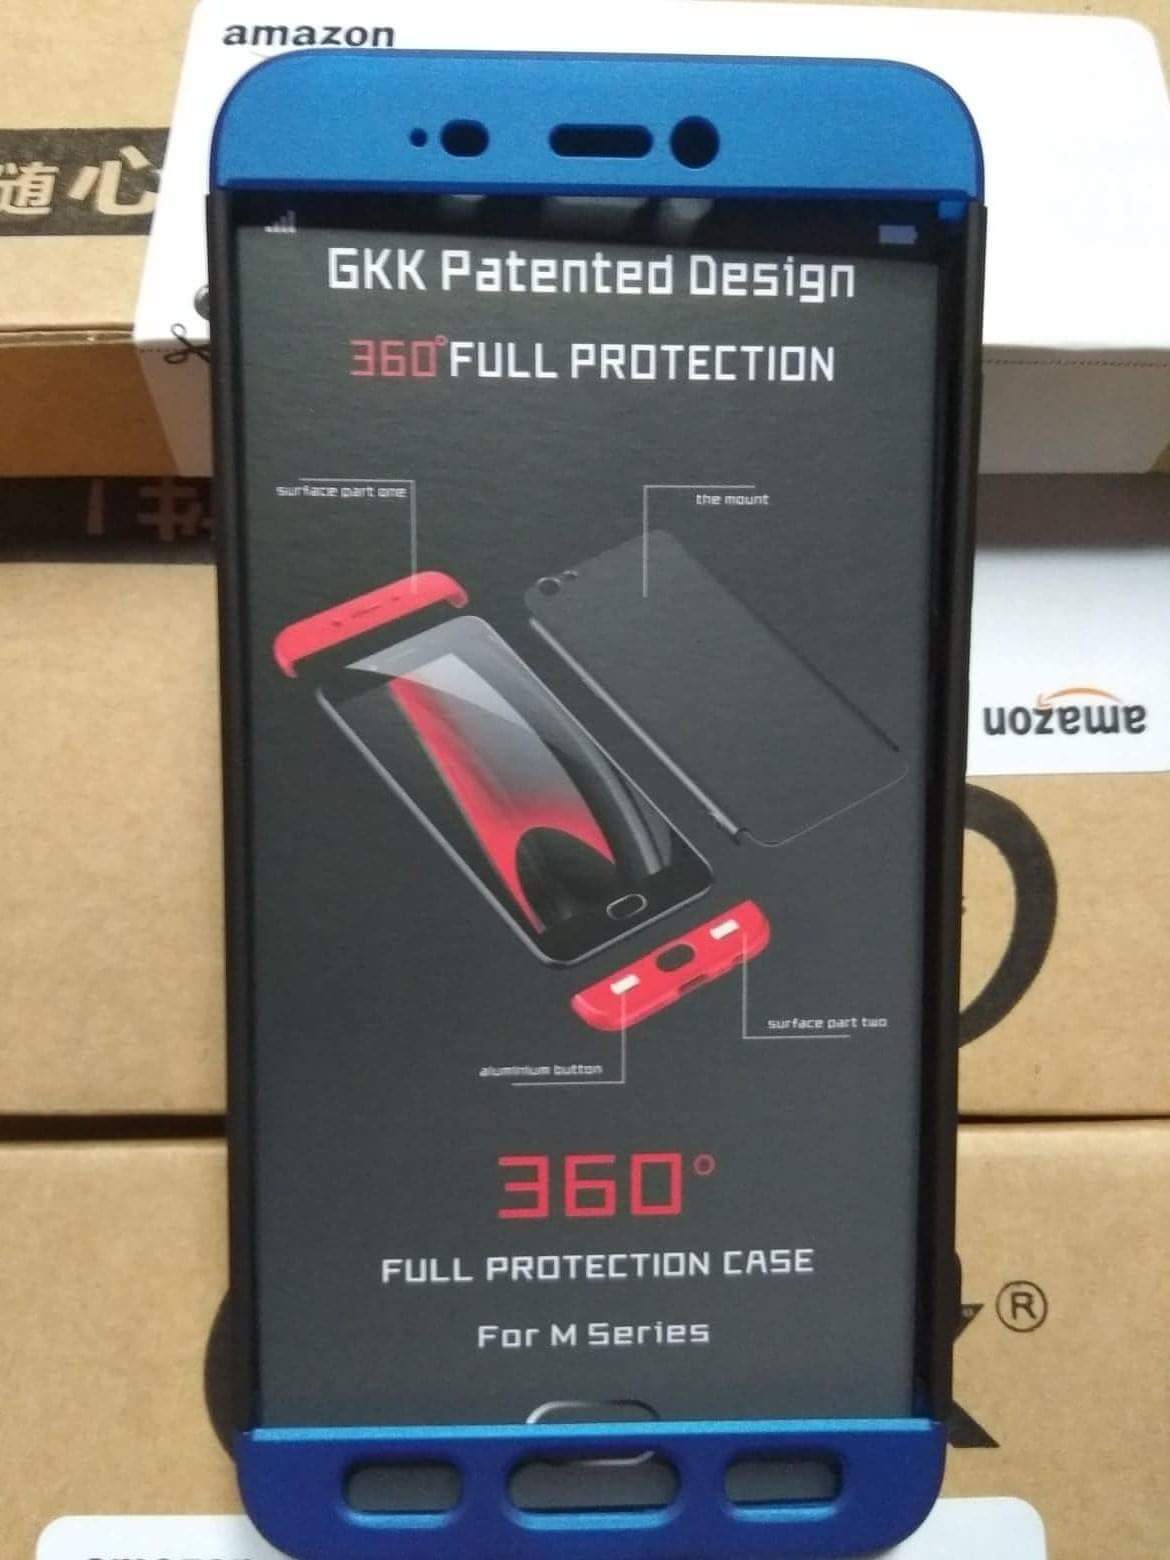 amazon
随心
GKK Patented Design
360°FULL PROTECTION
surface part one
the mount
amazon
surface part two
aluminium button
360°
FULL PROTECTION CASE
®
For M Series
amazon